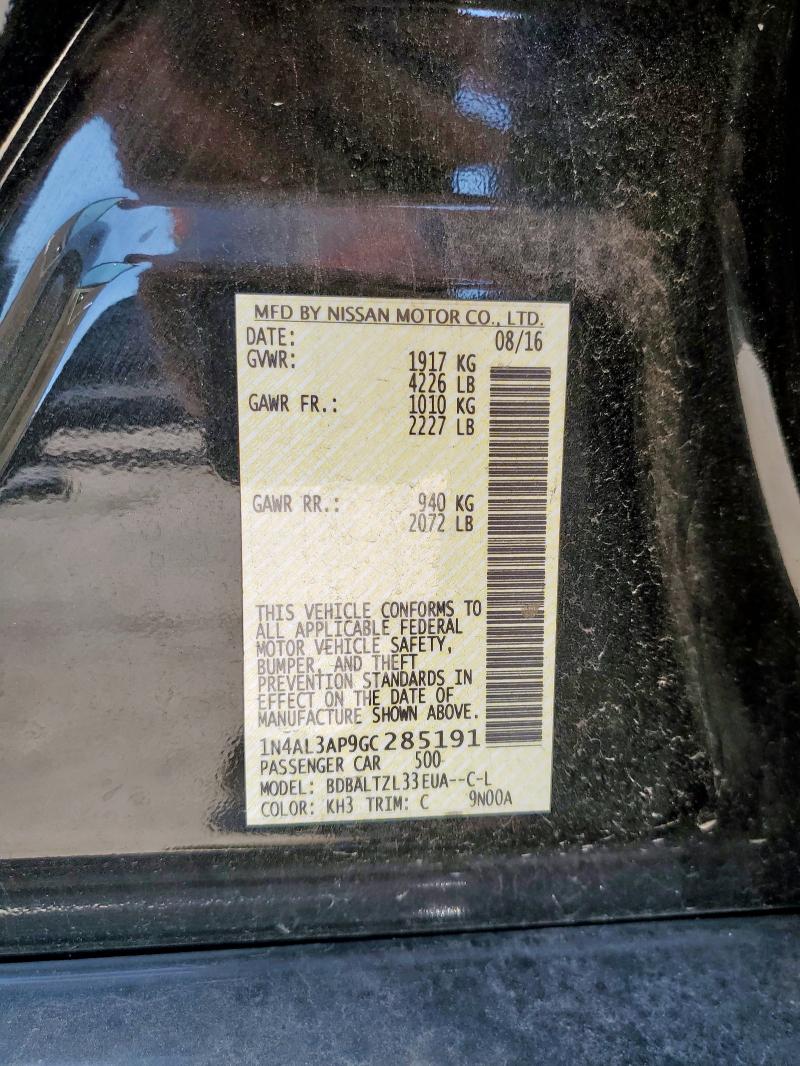 MFD BY NISSAN MOTOR CO., LTD.
DATE: 08/16
GVWR: 1917 KG
4226 LB
GAWR FR.: 1010 KG
2227 LB
GAWR RR.: 940 KG
2072 LB
THIS VEHICLE CONFORMS TO
ALL APPLICABLE FEDERAL
MOTOR VEHICLE SAFETY,
BUMPER, AND THEFT
PREVENTION STANDARDS IN
EFFECT ON THE DATE OF
MANUFACTURE SHOWN ABOVE.
1N4AL3AP9GC285191
PASSENGER CAR 500
MODEL: BDBALTZL33EUA--C-L
COLOR: KH3 TRIM: C 9N00A